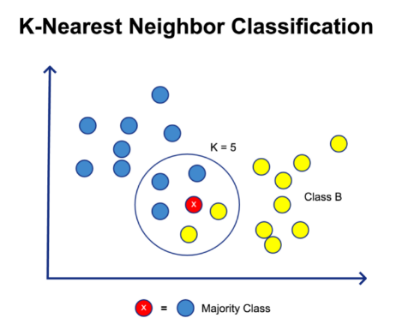 K-Nearest Neighbor Classification
K = 5
x
Class B
x = Majority Class